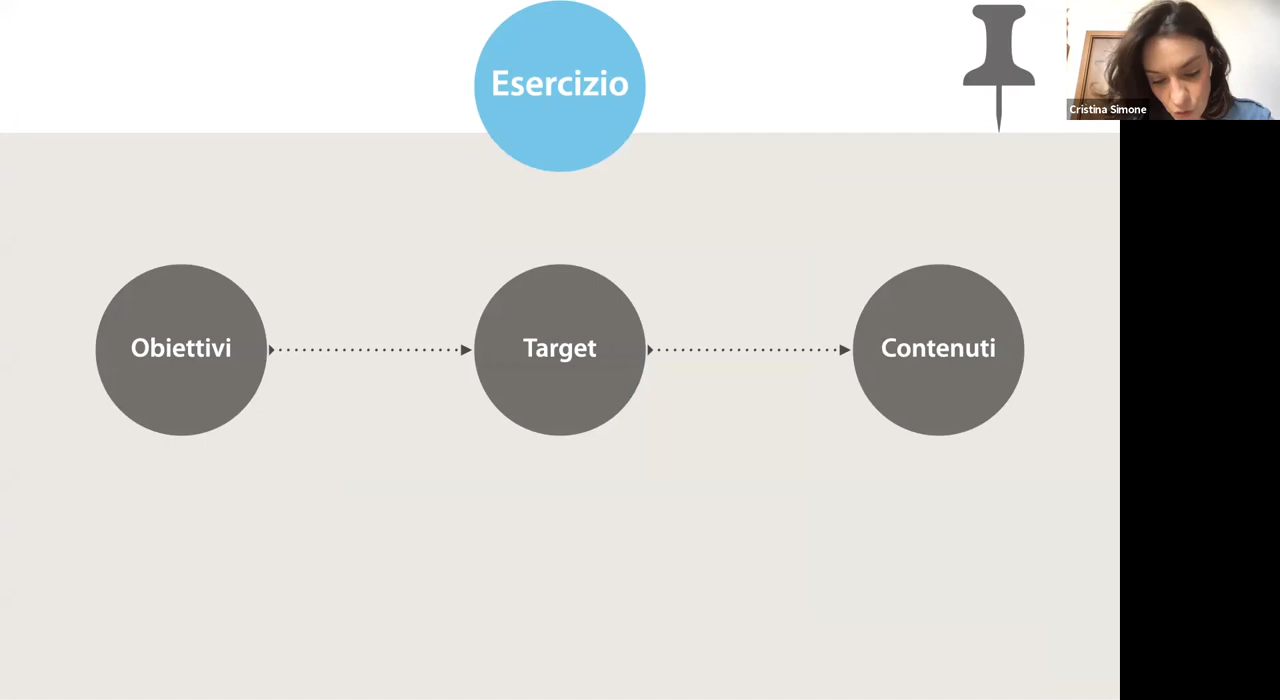 Esercizio
Cristina Simone
Obiettivi
Target
Contenuti